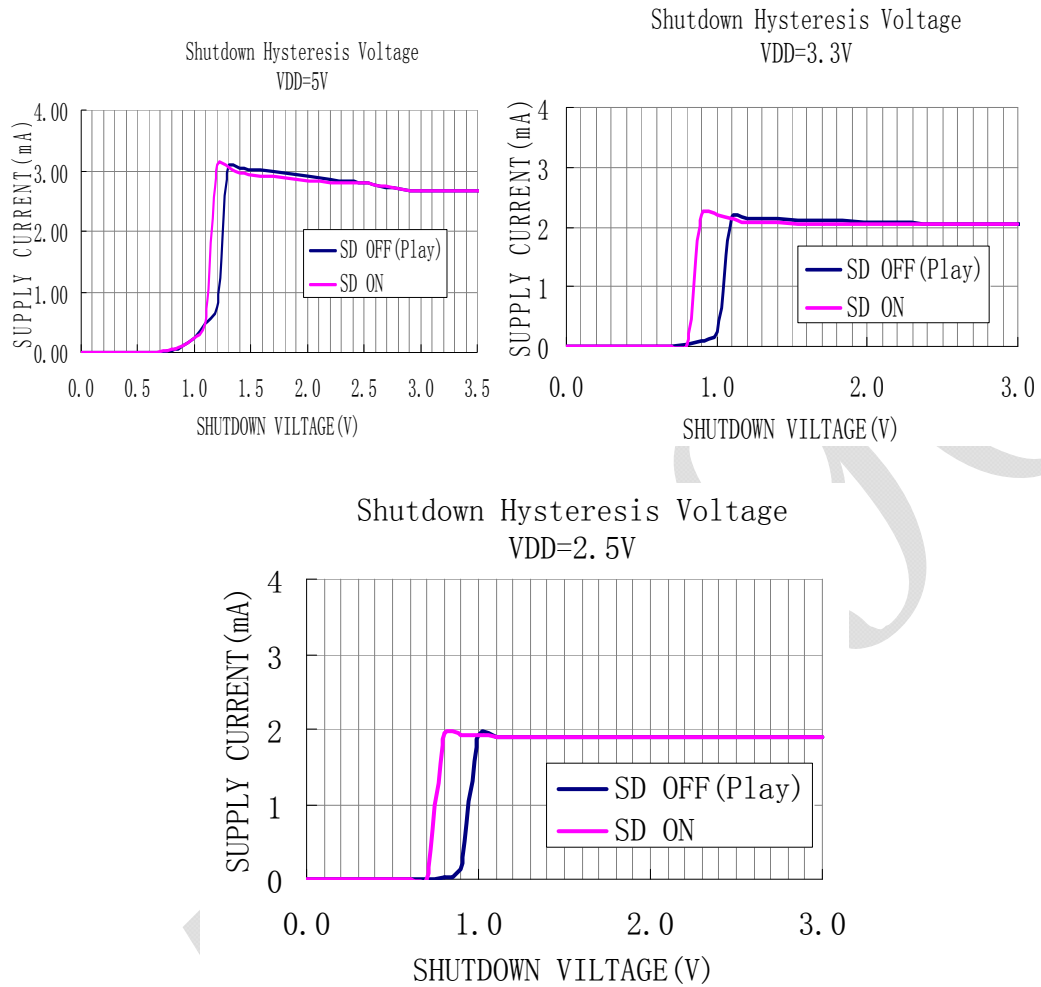 Shutdown Hysteresis Voltage
VDD=5V
SUPPLY CURRENT(mA)
4.00
3.00
2.00
1.00
0.00
SD OFF(Play)
SD ON
0.0 0.5 1.0 1.5 2.0 2.5 3.0 3.5
SHUTDOWN VILTAGE(V)
Shutdown Hysteresis Voltage
VDD=3.3V
SUPPLY CURRENT(mA)
4
3
2
1
0
SD OFF(Play)
SD ON
0.0 1.0 2.0 3.0
SHUTDOWN VILTAGE(V)
Shutdown Hysteresis Voltage
VDD=2.5V
SUPPLY CURRENT(mA)
4
3
2
1
0
SD OFF(Play)
SD ON
0.0 1.0 2.0 3.0
SHUTDOWN VILTAGE(V)